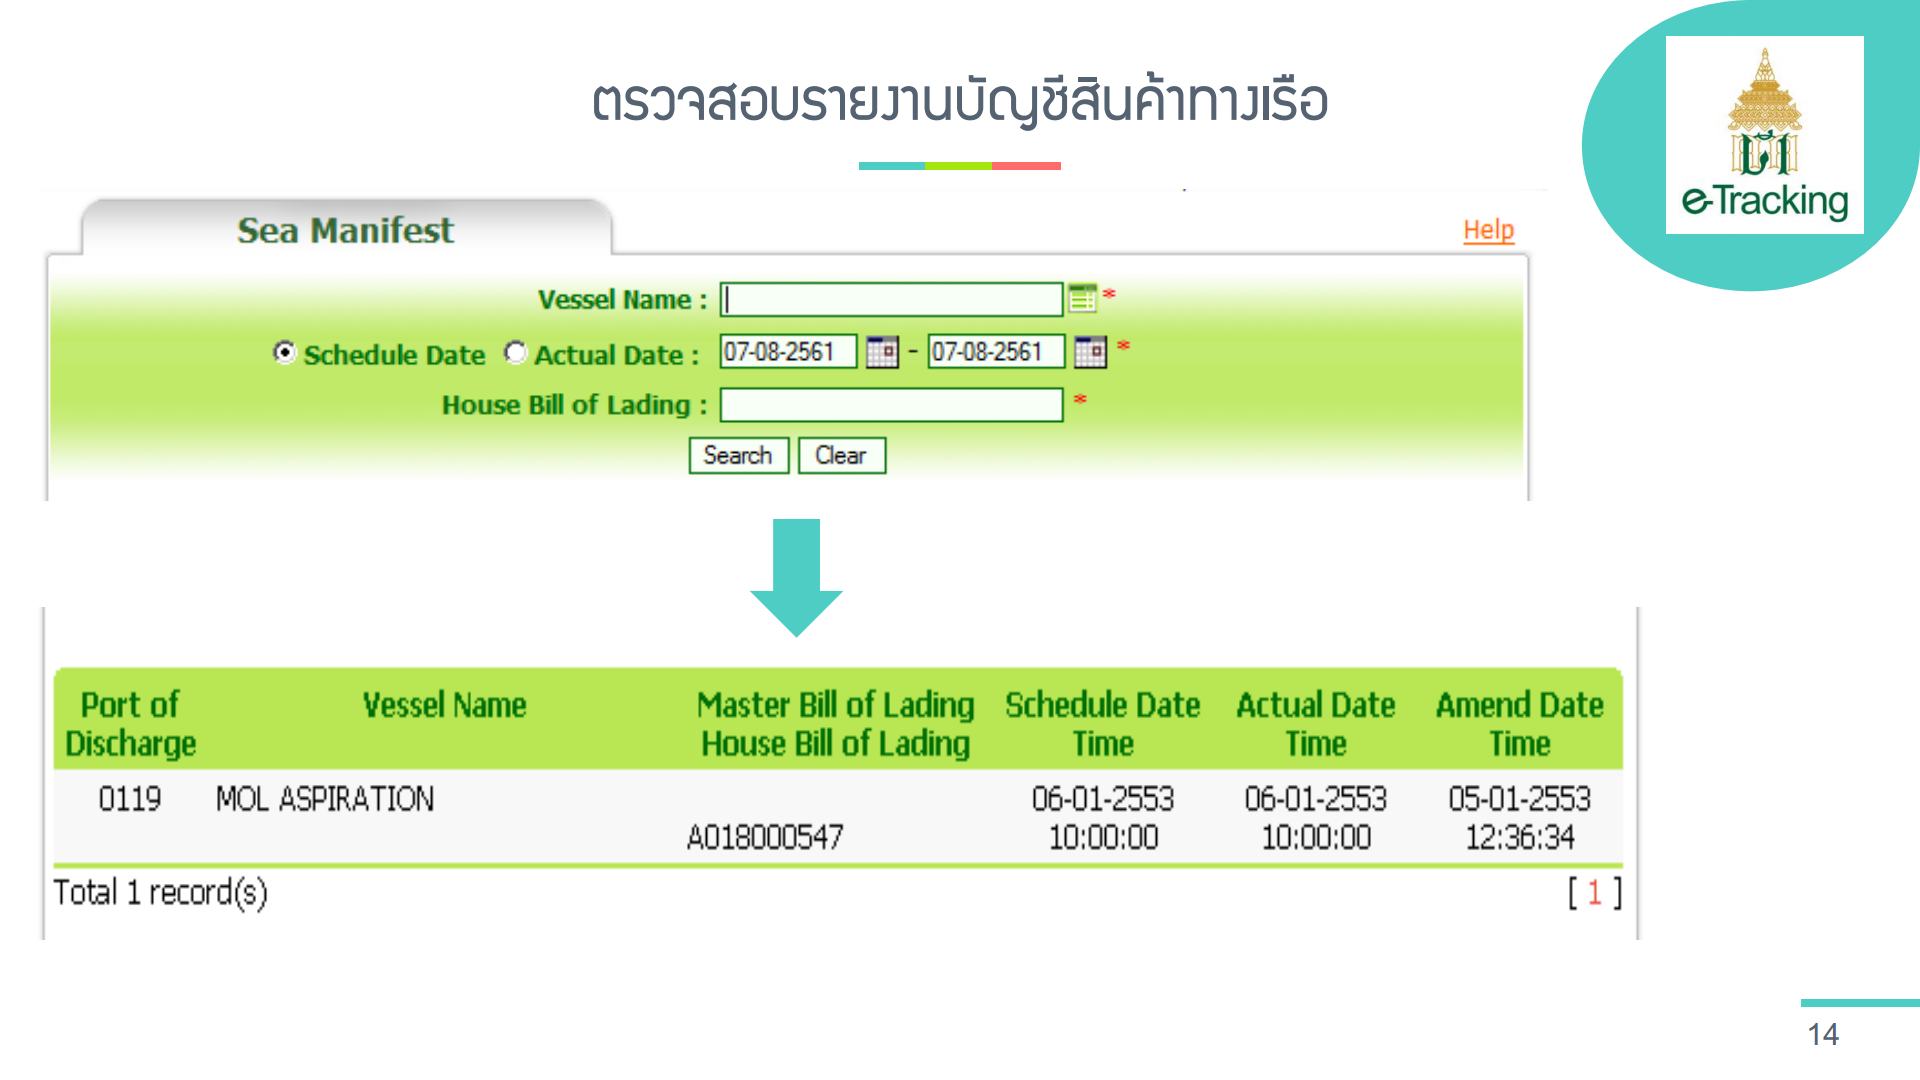 ตรวจสอบรายงานบัญชีสินค้าทางเรือ
e-Tracking
Sea Manifest
Help
Vessel Name : *
Schedule Date Actual Date : 07-08-2561 - 07-08-2561 *
House Bill of Lading : *
Search Clear
Port of Discharge Vessel Name Master Bill of Lading House Bill of Lading Schedule Date Time Actual Date Time Amend Date Time
0119 MOL ASPIRATION 06-01-2553 06-01-2553 05-01-2553
A018000547 10:00:00 10:00:00 12:36:34
Total 1 record(s) [ 1 ]
14